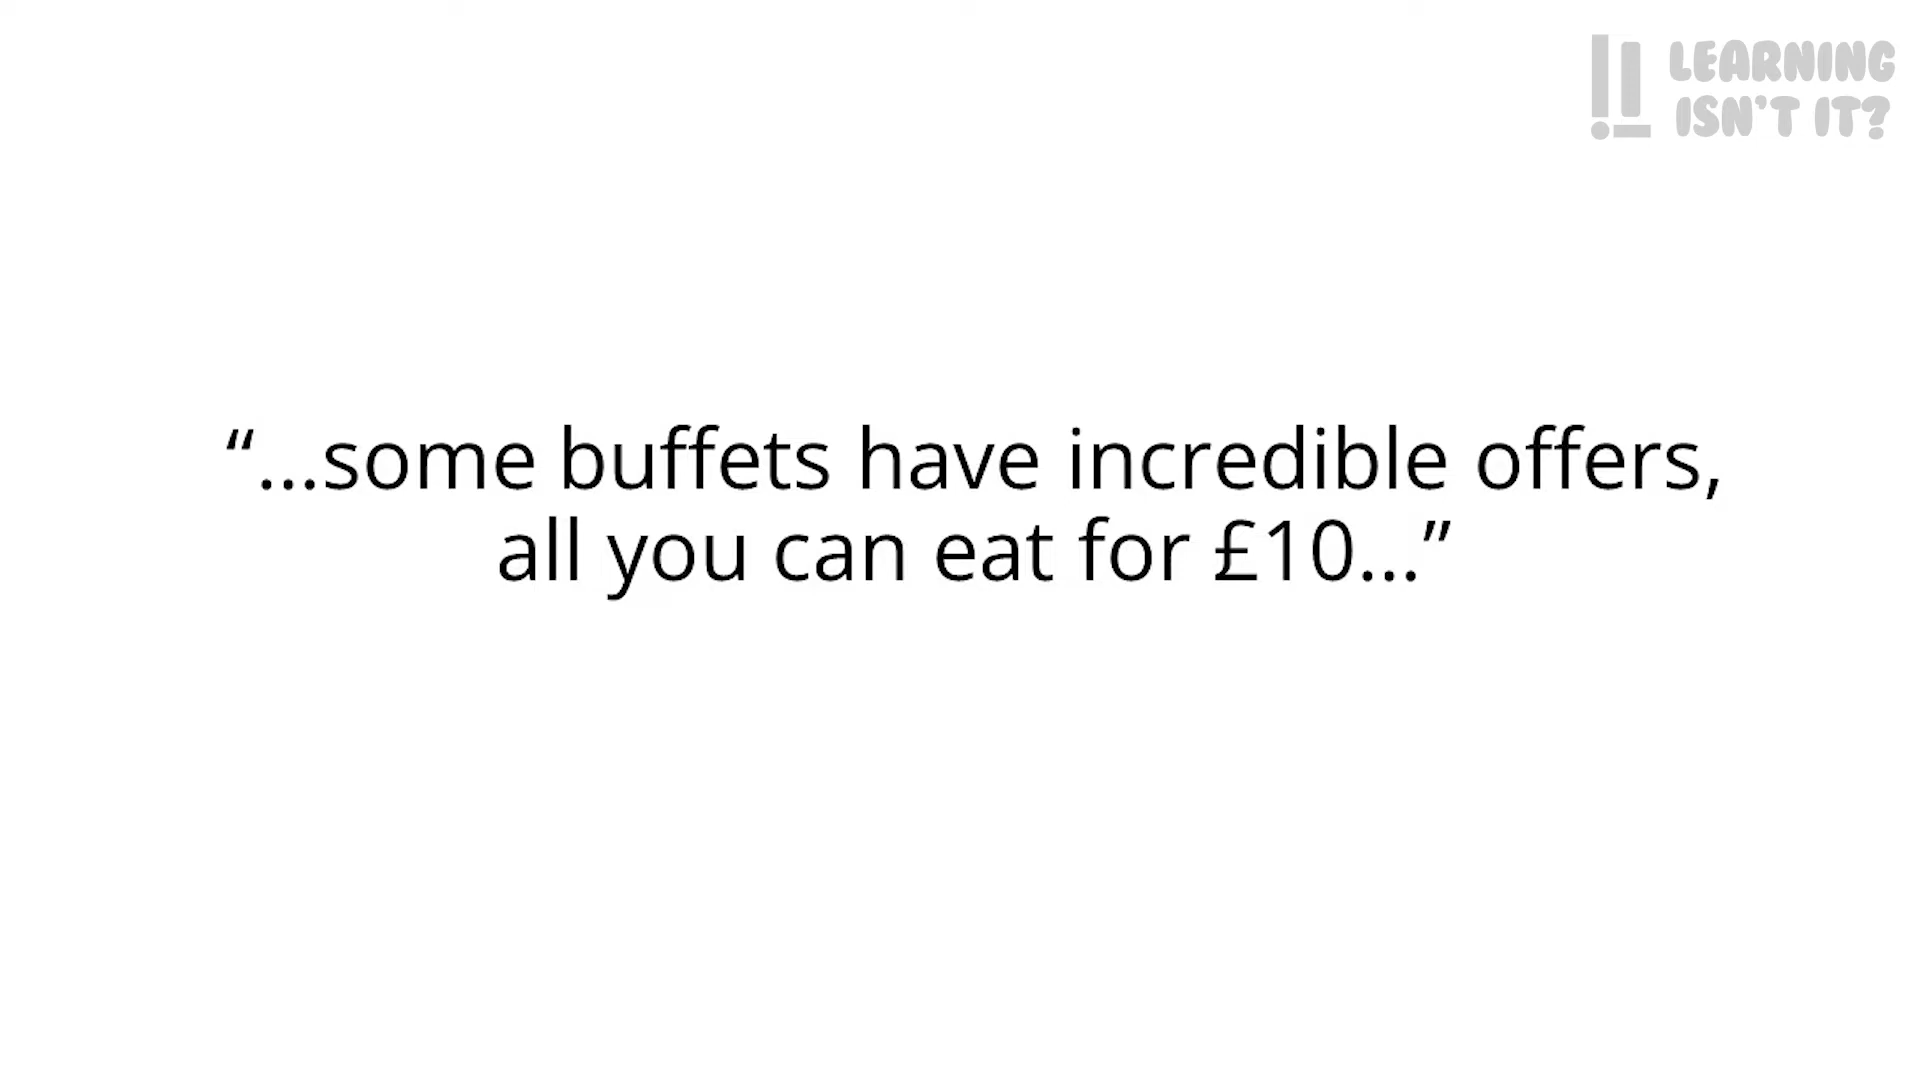 LEARNING
ISN'T IT?
“...some buffets have incredible offers,
all you can eat for £10...”